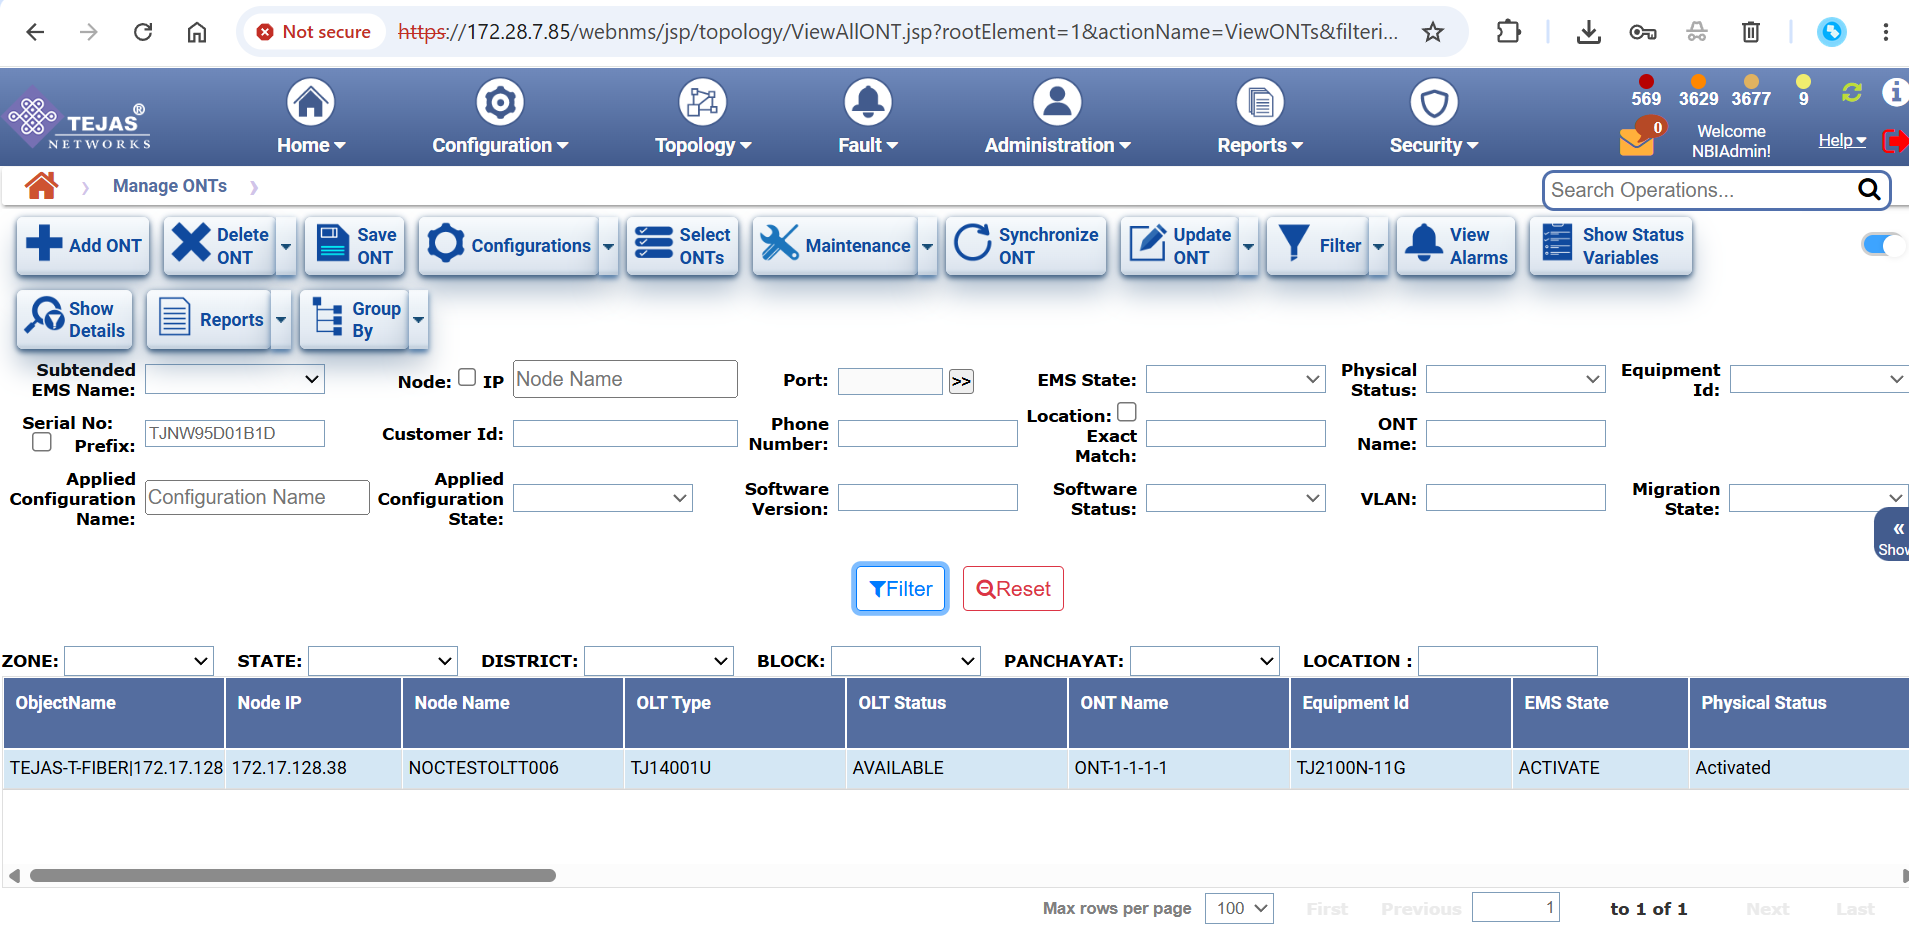 Not secure
https://172.28.7.85/webnms/jsp/topology/ViewAllONT.jsp?rootElement=1&actionName=ViewONTs&filteri...
TEJAS®
NETWORKS
Home
Configuration
Topology
Fault
Administration
Reports
Security
569 3629 3677 9
0
Welcome
NBIAdmin!
Help
Manage ONTs
Search Operations...
Add ONT
Delete
ONT
Save
ONT
Configurations
Select
ONTs
Maintenance
Synchronize
ONT
Update
ONT
Filter
View
Alarms
Show Status
Variables
Show
Details
Reports
Group
By
Subtended
EMS Name:
Node: IP
Node Name
Port:
>>
EMS State:
Physical
Status:
Equipment
Id:
Serial No:
Prefix:
TJNW95D01B1D
Customer Id:
Phone
Number:
Location:
Exact
Match:
ONT
Name:
Applied
Configuration
Name:
Configuration Name
Applied
Configuration
State:
Software
Version:
Software
Status:
VLAN:
Migration
State:
«
Show
Filter
Reset
ZONE: STATE: DISTRICT: BLOCK: PANCHAYAT: LOCATION :
ObjectName Node IP Node Name OLT Type OLT Status ONT Name Equipment Id EMS State Physical Status
TEJAS-T-FIBER|172.17.128 172.17.128.38 NOCTESTOLTT006 TJ14001U AVAILABLE ONT-1-1-1-1 TJ2100N-11G ACTIVATE Activated
Max rows per page 100 First Previous 1 to 1 of 1 Next Last